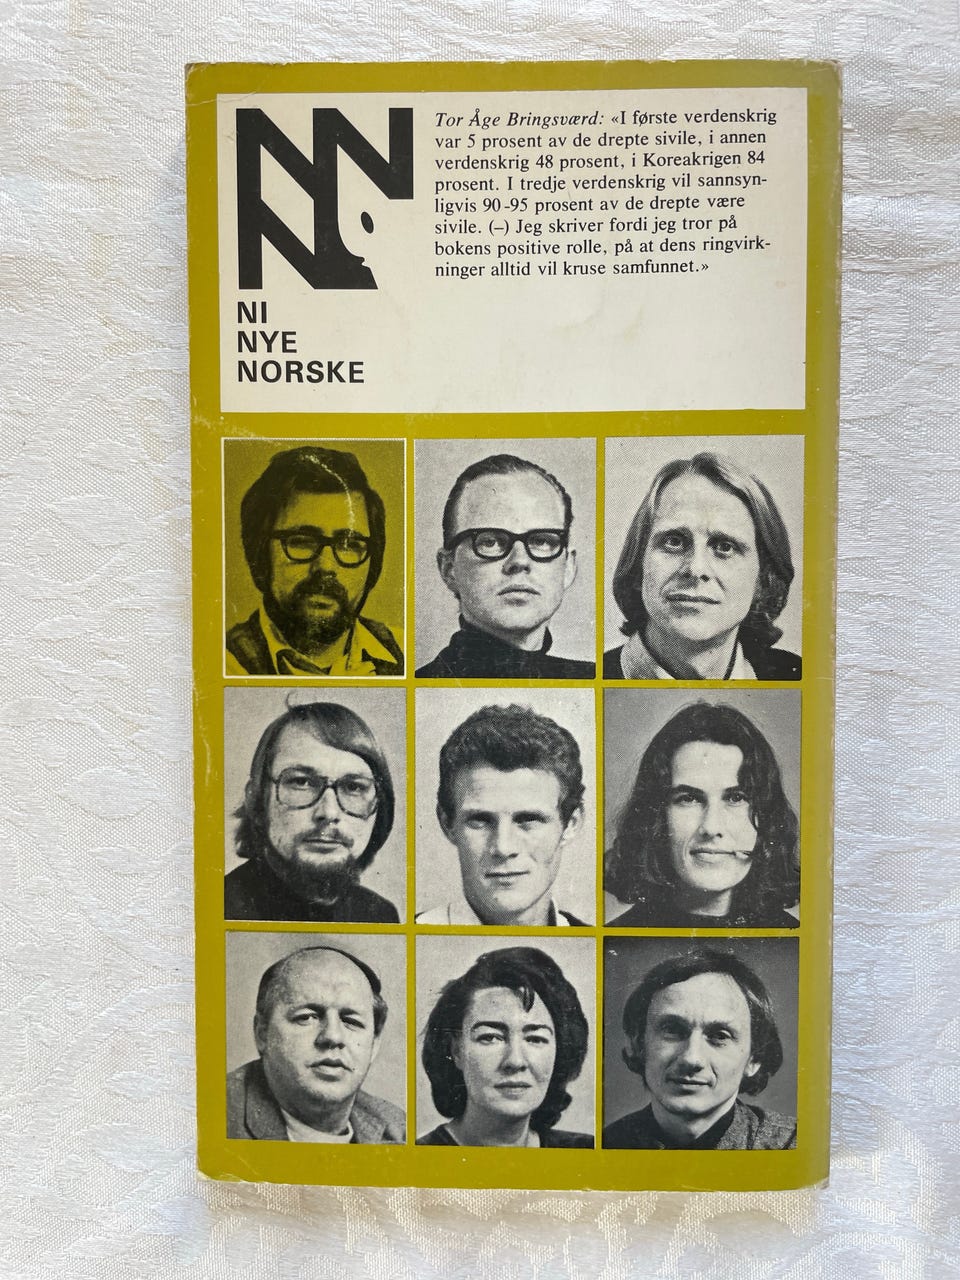 NN
N
NI
NYE
NORSKE
Tor Åge Bringsværd: «I første verdenskrig
var 5 prosent av de drepte sivile, i annen
verdenskrig 48 prosent, i Koreakrigen 84
prosent. I tredje verdenskrig vil sannsyn-
ligvis 90-95 prosent av de drepte være
sivile. (–) Jeg skriver fordi jeg tror på
bokens positive rolle, på at dens ringvirk-
ninger alltid vil kruse samfunnet.»